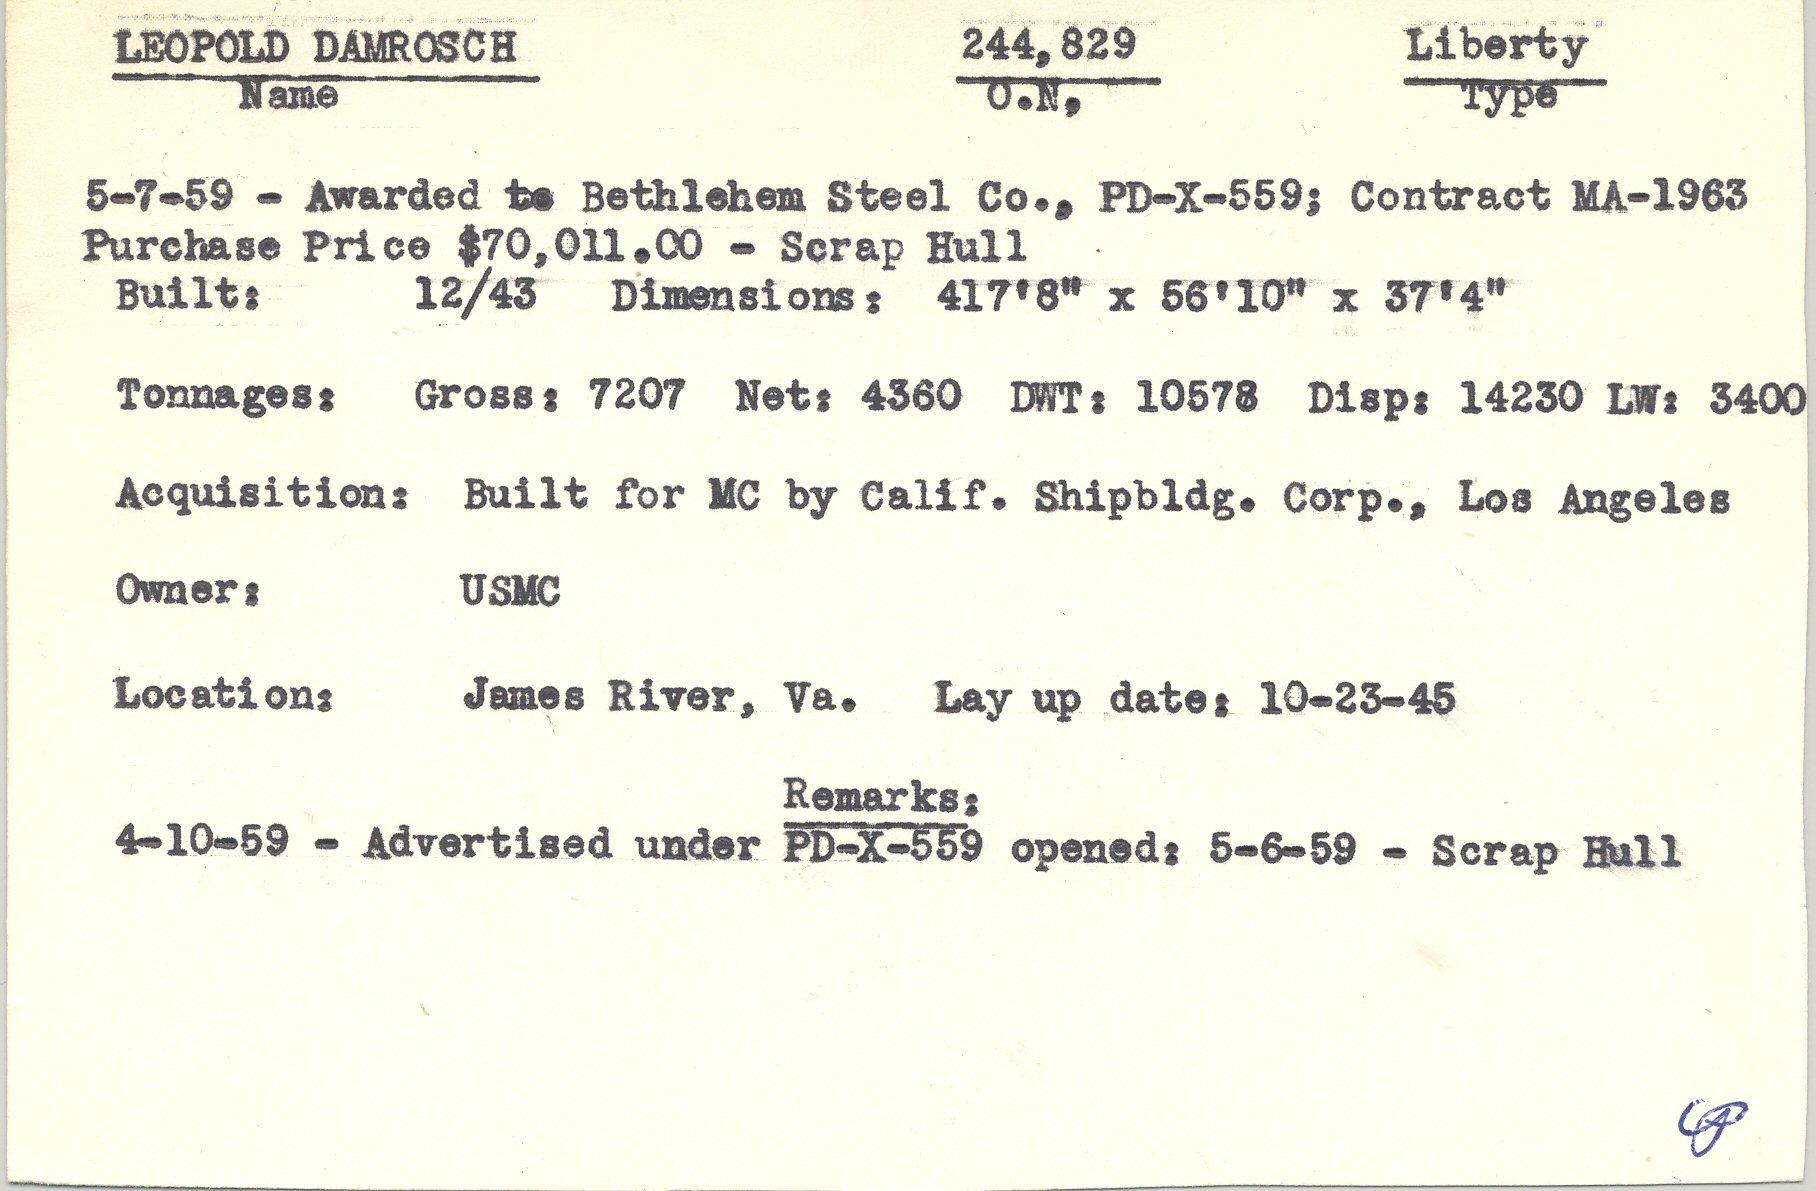 LEOPOLD DAMROSCH 244,829 Liberty
Name O.N. Type
5-7-59 - Awarded to Bethlehem Steel Co., PD-X-559; Contract MA-1963
Purchase Price $70,011.00 - Scrap Hull
Built: 12/43 Dimensions: 417'8" x 56'10" x 37'4"
Tonnages: Gross: 7207 Net: 4360 DWT: 10578 Disp: 14230 LW: 3400
Acquisition: Built for MC by Calif. Shipbldg. Corp., Los Angeles
Owner: USMC
Location: James River, Va. Lay up date: 10-23-45
Remarks:
4-10-59 - Advertised under PD-X-559 opened: 5-6-59 - Scrap Hull